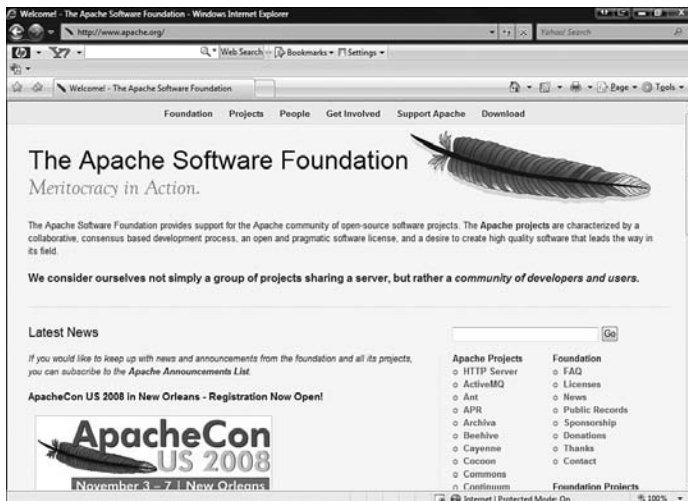 Welcome! - The Apache Software Foundation - Windows Internet Explorer
http://www.apache.org/
Yahoo! Search
Web Search
Bookmarks
Settings
Welcome! - The Apache Software Foundation
Page
Tools
Foundation Projects People Get Involved Support Apache Download
The Apache Software Foundation
Meritocracy in Action.
The Apache Software Foundation provides support for the Apache community of open-source software projects. The Apache projects are characterized by a
collaborative, consensus based development process, an open and pragmatic software license, and a desire to create high quality software that leads the way in
its field.
We consider ourselves not simply a group of projects sharing a server, but rather a community of developers and users.
Latest News
If you would like to keep up with news and announcements from the foundation and all its projects,
you can subscribe to the Apache Announcements List.
ApacheCon US 2008 in New Orleans - Registration Now Open!
ApacheCon
US 2008
November 3 – 7 | New Orleans
Go
Apache Projects
HTTP Server
ActiveMQ
Ant
APR
Archiva
Beehive
Cayenne
Cocoon
Commons
Continuum
Foundation
FAQ
Licenses
News
Public Records
Sponsorship
Donations
Thanks
Contact
Foundation Projects
Internet | Protected Mode: On
100%